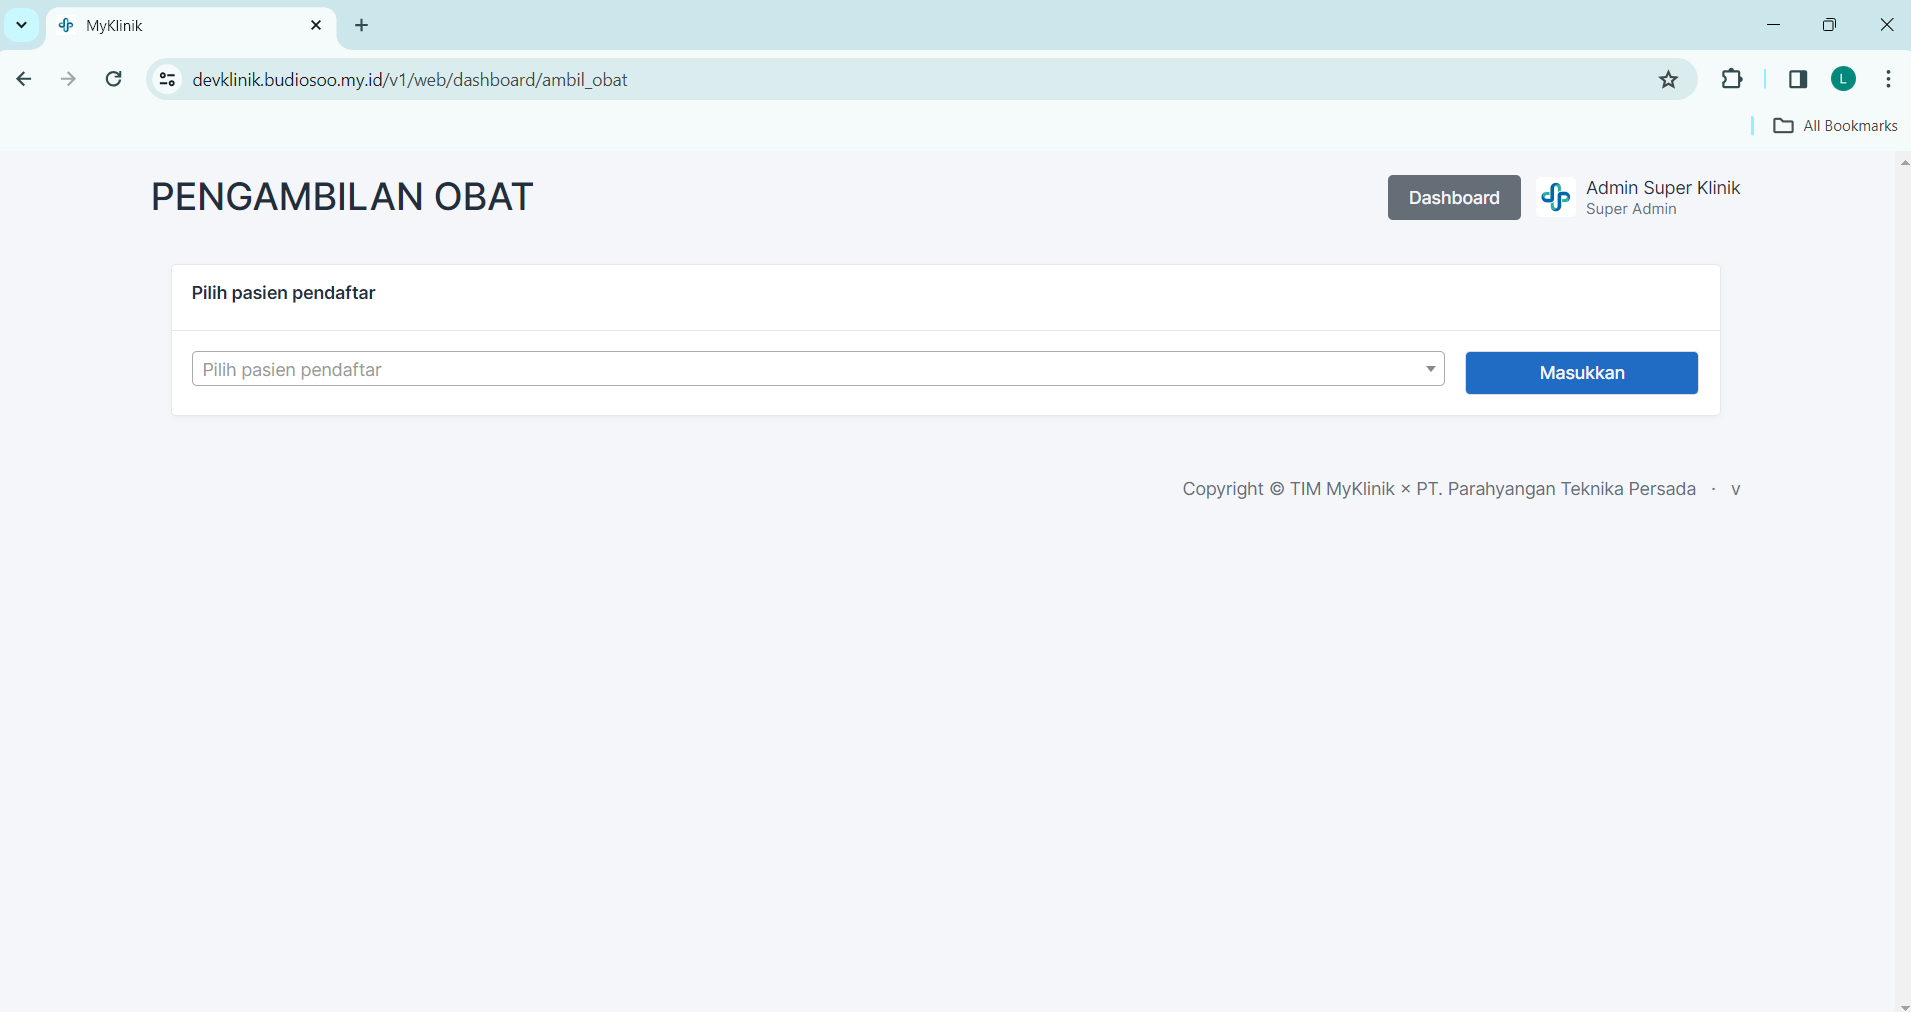 MyKlinik
devklinik.budiosoo.my.id/v1/web/dashboard/ambil_obat
L
All Bookmarks
PENGAMBILAN OBAT
Dashboard
Admin Super Klinik
Super Admin
Pilih pasien pendaftar
Pilih pasien pendaftar
Masukkan
Copyright © TIM MyKlinik × PT. Parahyangan Teknika Persada · v